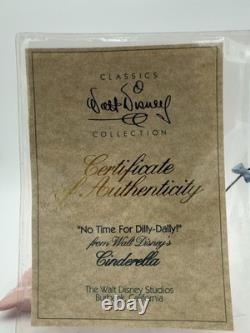 CLASSICS
Walt Disney
COLLECTION
Certificate
of Authenticity
"No Time For Dilly-Dally!"
from Walt Disney's
Cinderella
The Walt Disney Studios
Burbank, California